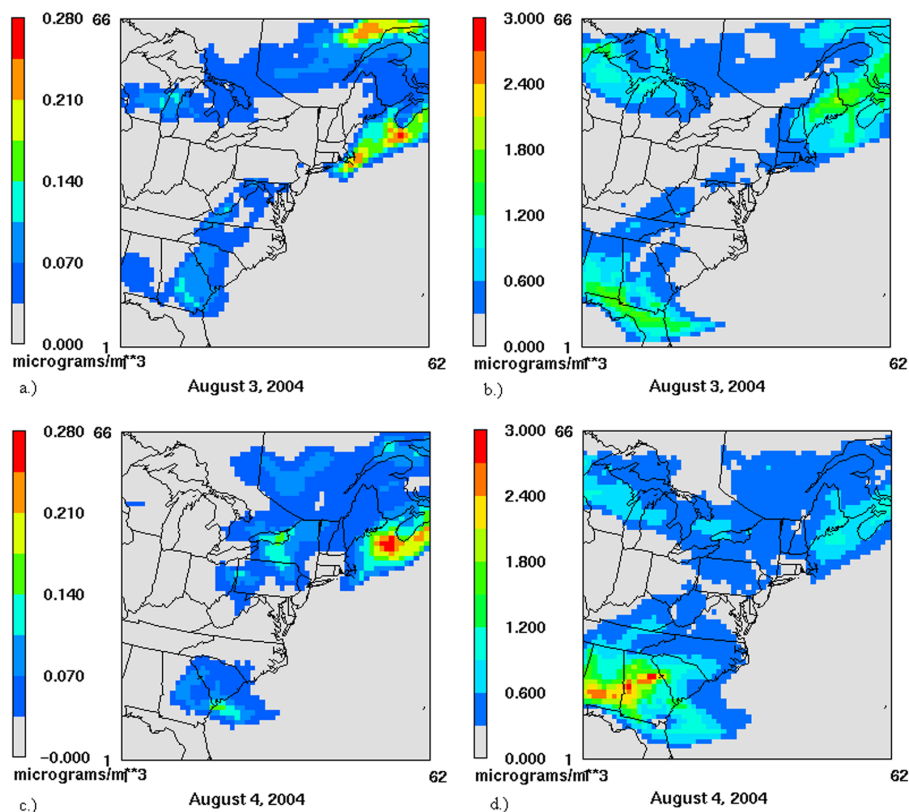 0.280
0.210
0.140
0.070
0.000
66
1
62
micrograms/m**3
a.)
August 3, 2004
3.000
2.400
1.800
1.200
0.600
0.000
66
1
62
micrograms/m**3
b.)
August 3, 2004
0.280
0.210
0.140
0.070
−0.000
66
1
62
micrograms/m**3
c.)
August 4, 2004
3.000
2.400
1.800
1.200
0.600
0.000
66
1
62
micrograms/m**3
d.)
August 4, 2004